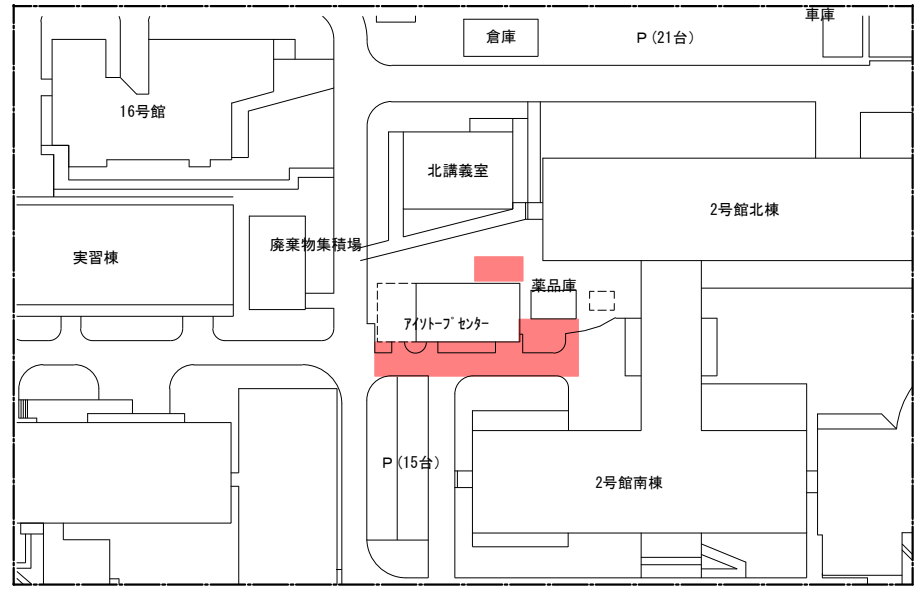 車庫
倉庫
P(21台)
16号館
北講義室
2号館北棟
廃棄物集積場
実習棟
薬品庫
ｱｲｿﾄｰﾌﾟｾﾝﾀｰ
P(15台)
2号館南棟